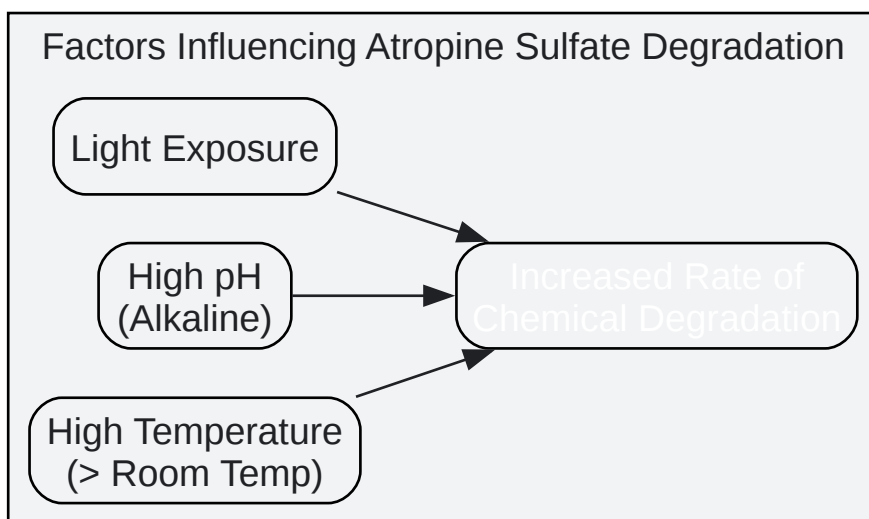 Factors Influencing Atropine Sulfate Degradation
Light Exposure
High pH
(Alkaline)
Increased Rate of
Chemical Degradation
High Temperature
(> Room Temp)